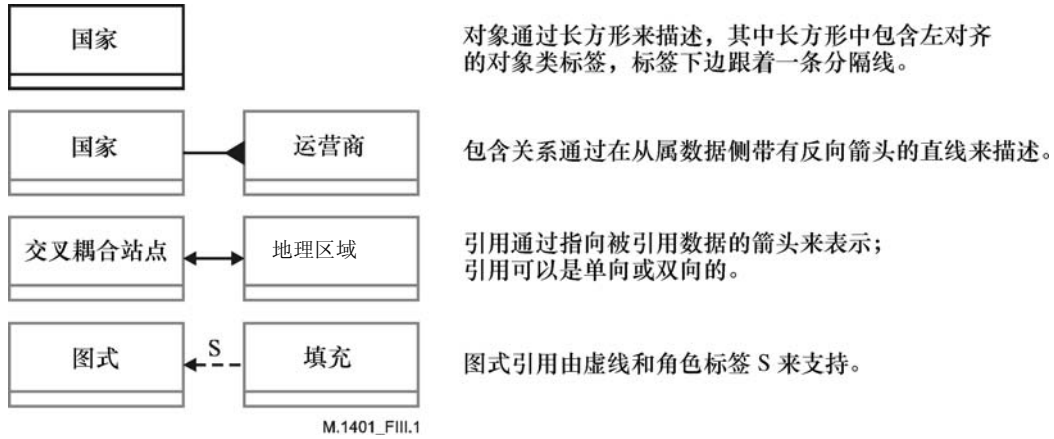 国家
对象通过长方形来描述，其中长方形中包含左对齐
的对象类标签，标签下边跟着一条分隔线。
国家
运营商
包含关系通过在从属数据侧带有反向箭头的直线来描述。
交叉耦合站点
地理区域
引用通过指向被引用数据的箭头来表示；
引用可以是单向或双向的。
图式
S
填充
图式引用由虚线和角色标签 S 来支持。
M.1401_FIII.1